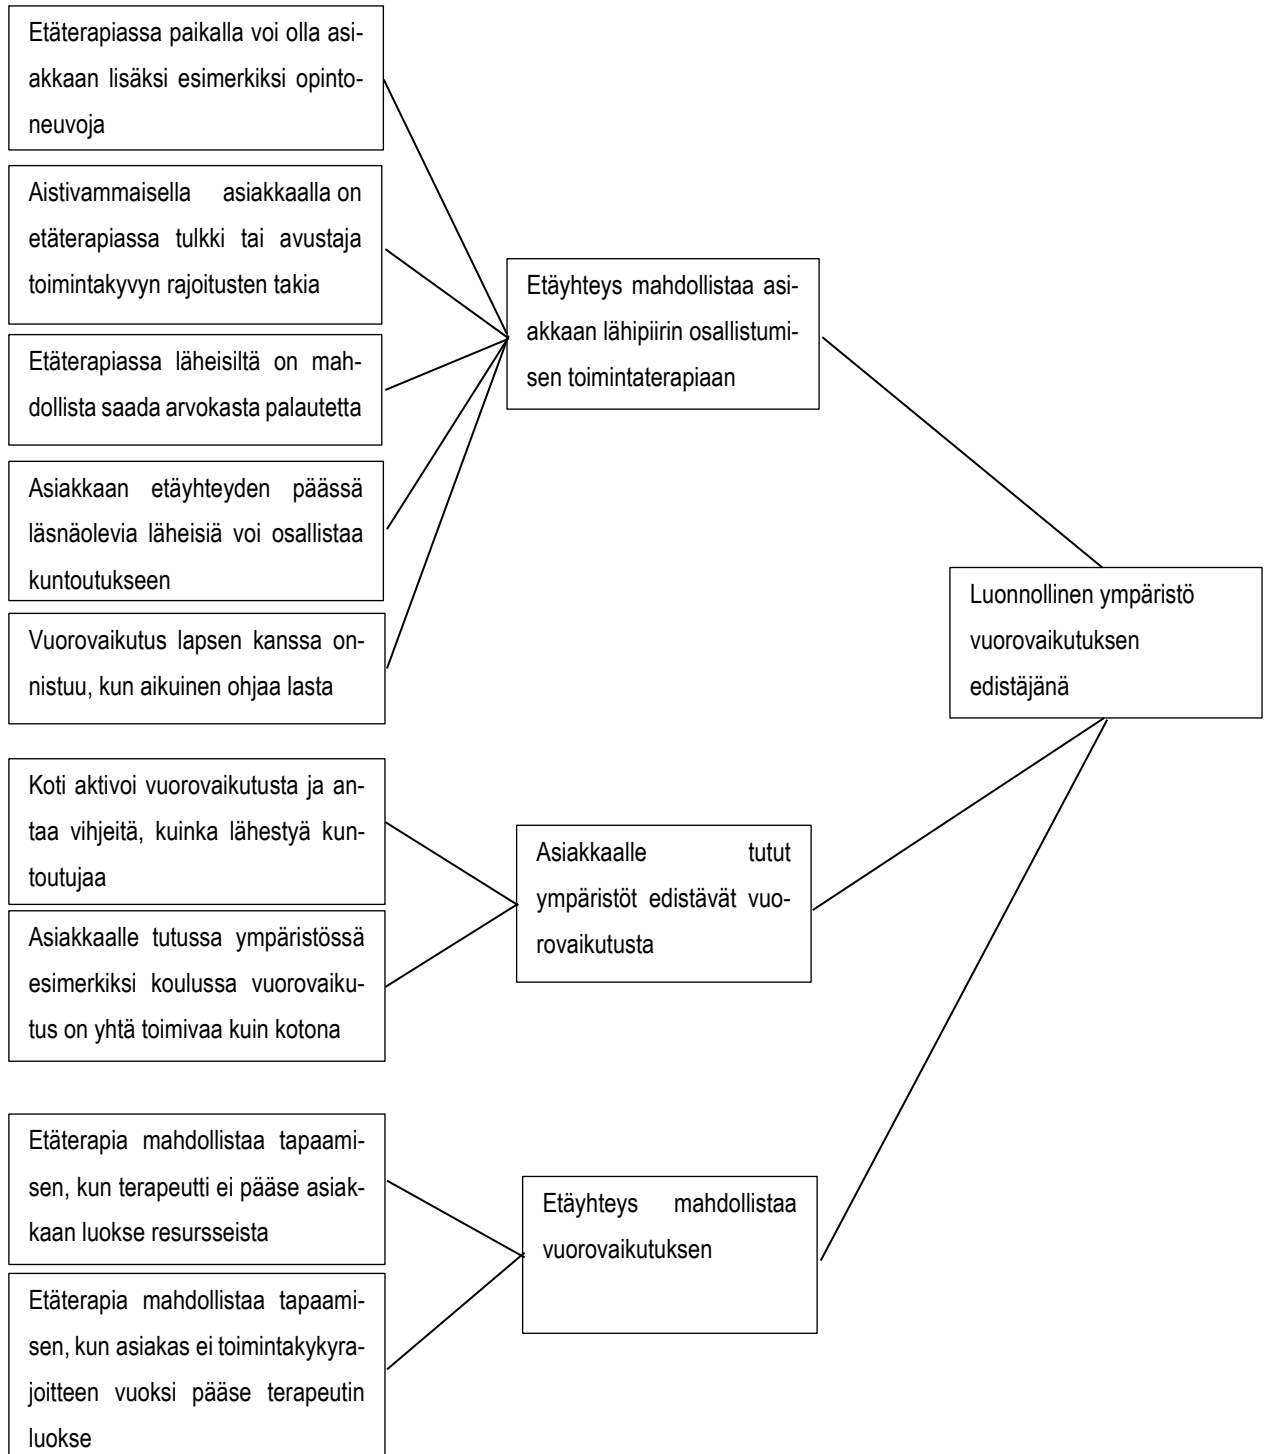 Etäterapiassa paikalla voi olla asi-
akkaan lisäksi esimerkiksi opinto-
neuvoja
Aistivammaisella asiakkaalla on
etäterapiassa tulkki tai avustaja
toimintakyvyn rajoitusten takia
Etäterapiassa läheisiltä on mah-
dollista saada arvokasta palautetta
Asiakkaan etäyhteyden päässä
läsnäolevia läheisiä voi osallistaa
kuntoutukseen
Vuorovaikutus lapsen kanssa on-
nistuu, kun aikuinen ohjaa lasta
Koti aktivoi vuorovaikutusta ja an-
taa vihjeitä, kuinka lähestyä kun-
toutujaa
Asiakkaalle tutussa ympäristössä
esimerkiksi koulussa vuorovaiku-
tus on yhtä toimivaa kuin kotona
Etäterapia mahdollistaa tapaami-
sen, kun terapeutti ei pääse asiak-
kaan luokse resursseista
Etäterapia mahdollistaa tapaami-
sen, kun asiakas ei toimintakykyra-
joitteen vuoksi pääse terapeutin
luokse
Etäyhteys mahdollistaa asi-
akkaan lähipiirin osallistumi-
sen toimintaterapiaan
Asiakkaalle tutut
ympäristöt edistävät vuo-
rovaikutusta
Etäyhteys mahdollistaa
vuorovaikutuksen
Luonnollinen ympäristö
vuorovaikutuksen
edistäjänä